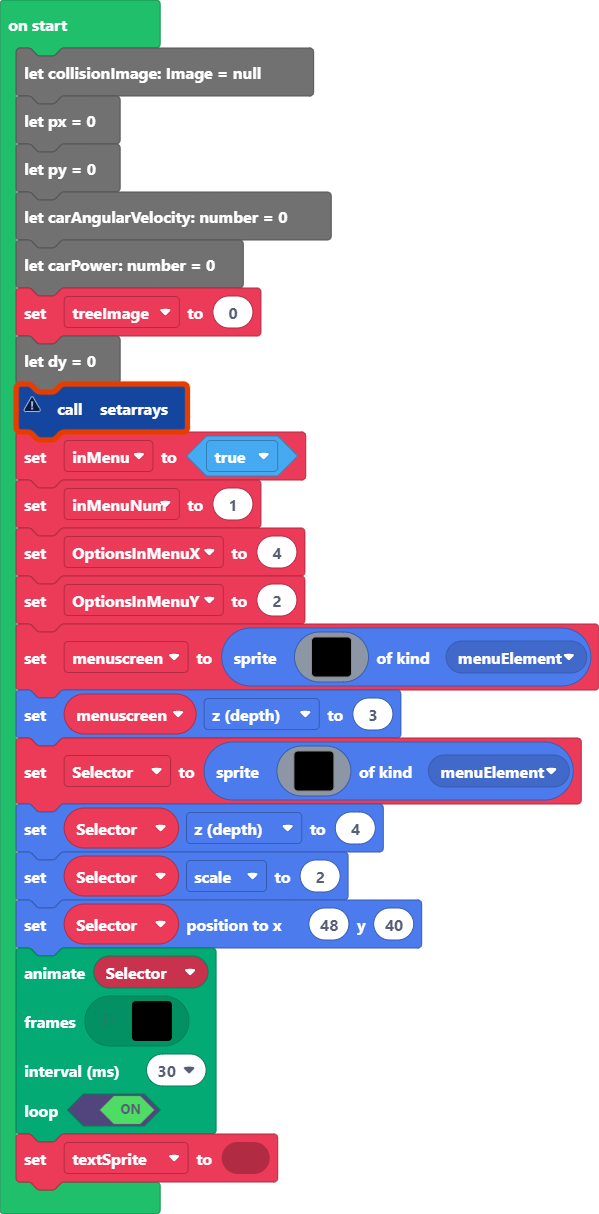 on start
let collisionImage: Image = null
let px = 0
let py = 0
let carAngularVelocity: number = 0
let carPower: number = 0
set treeImage to 0
let dy = 0
call setarrays
set inMenu to true
set inMenuNum to 1
set OptionsInMenuX to 4
set OptionsInMenuY to 2
set menuscreen to sprite of kind menuElement
set menuscreen z (depth) to 3
set Selector to sprite of kind menuElement
set Selector z (depth) to 4
set Selector scale to 2
set Selector position to x 48 y 40
animate Selector
frames
interval (ms) 30
loop ON
set textSprite to